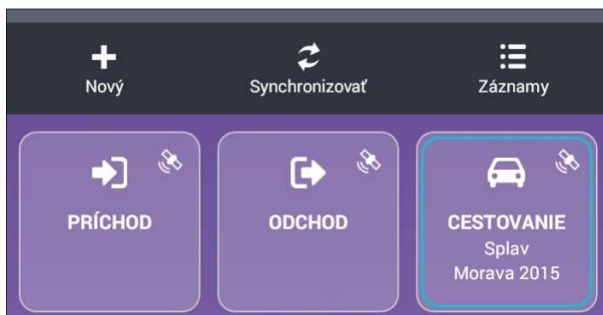 Nový
Synchronizovať
Záznamy
PRÍCHOD
ODCHOD
CESTOVANIE
Splav
Morava 2015